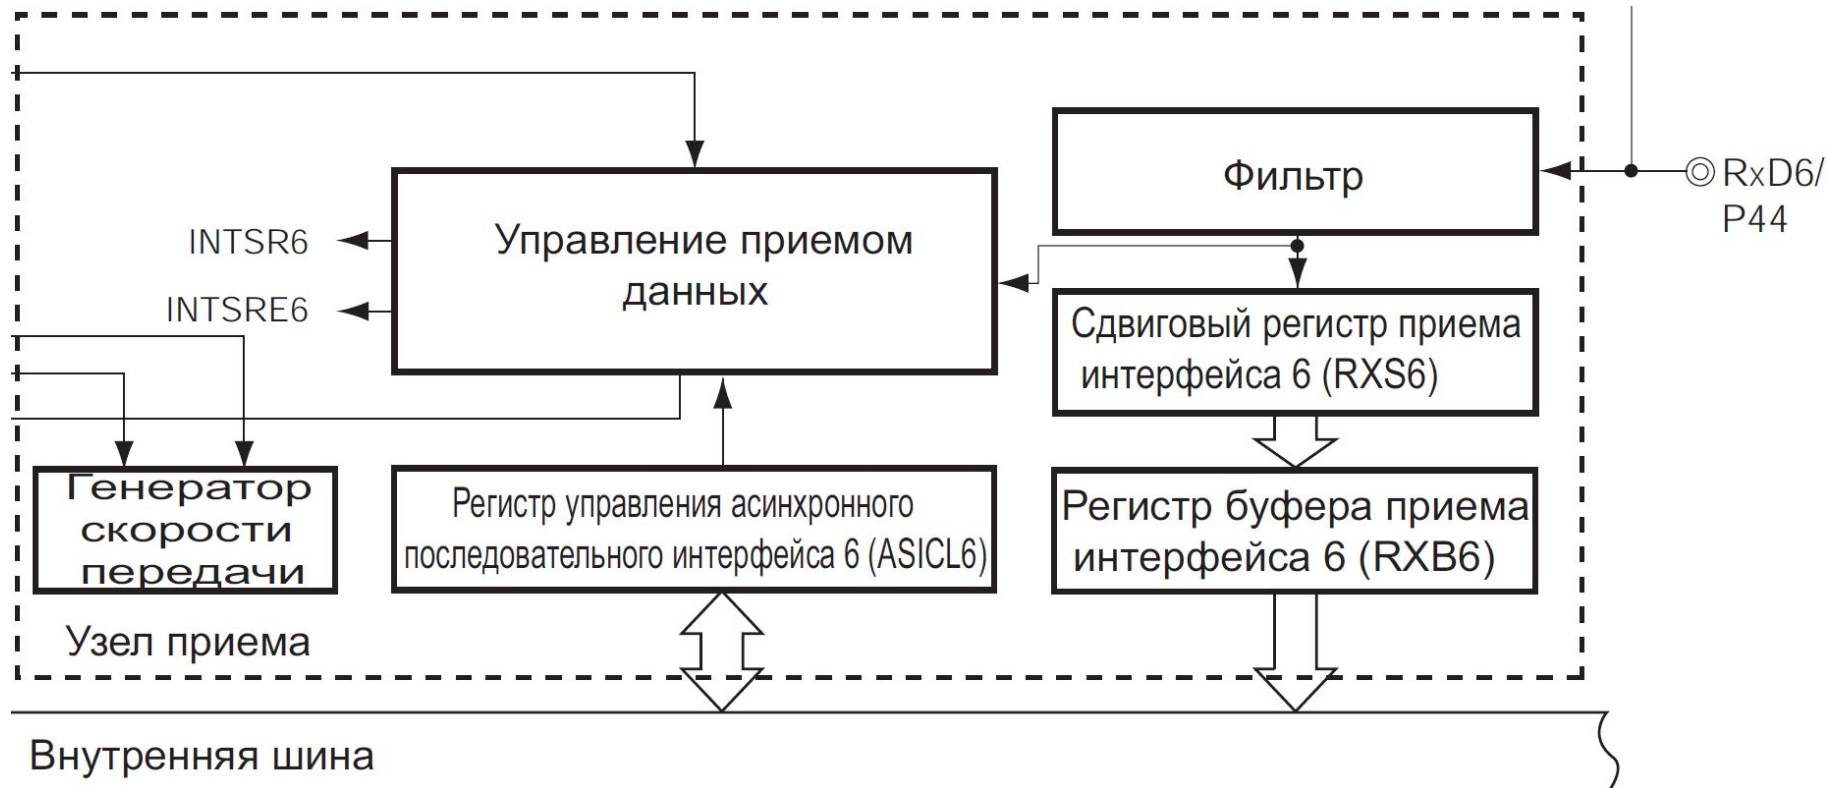 Фильтр
RxD6/
P44
INTSR6
Управление приемом
данных
INTSRE6
Сдвиговый регистр приема
интерфейса 6 (RXS6)
Генератор
скорости
передачи
Регистр управления асинхронного
последовательного интерфейса 6 (ASICL6)
Регистр буфера приема
интерфейса 6 (RXB6)
Узел приема
Внутренняя шина